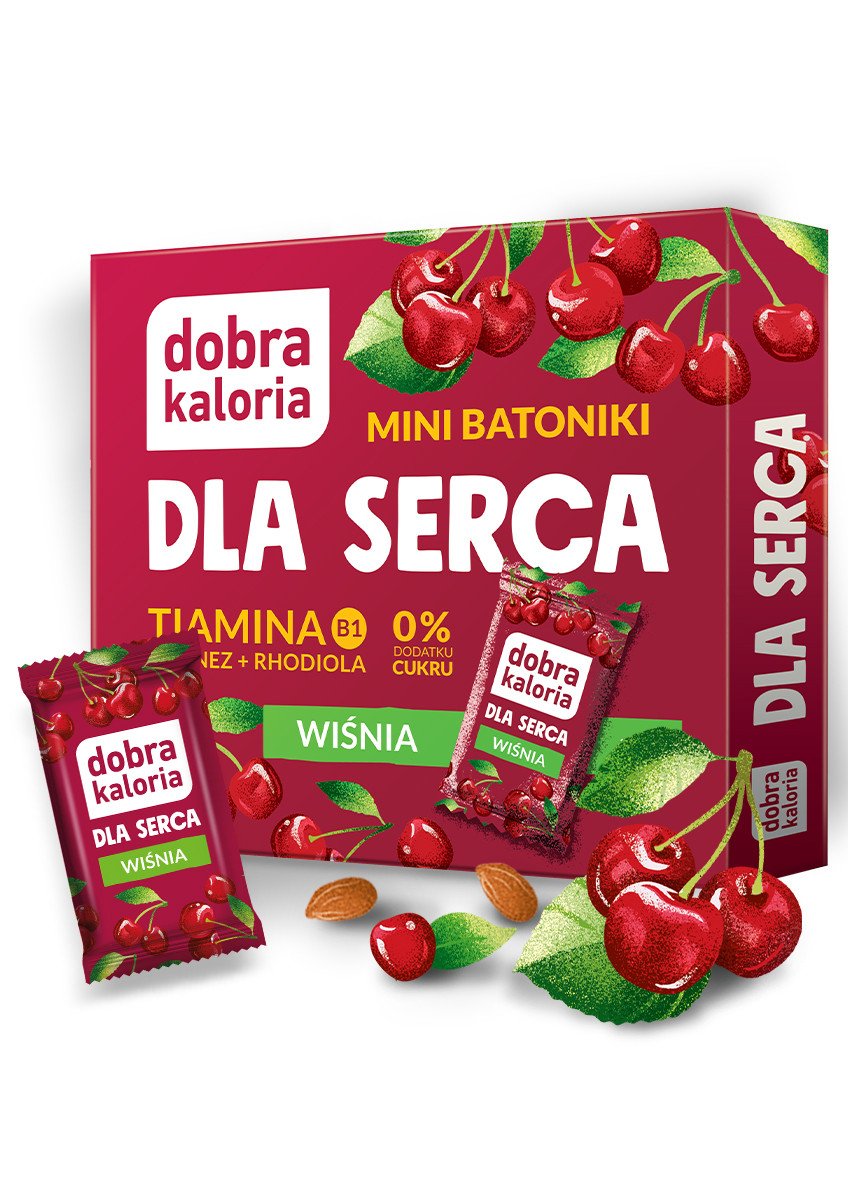 dobra
kaloria
MINI BATONIKI
DLA SERCA
TIAMINA B1
NEZ + RHODIOLA
0%
DODATKU
CUKRU
WIŚNIA
dobra
kaloria
DLA SERCA
WIŚNIA
dobra
kaloria
DLA SERCA
WIŚNIA
DLA SERCA
dobra
kaloria